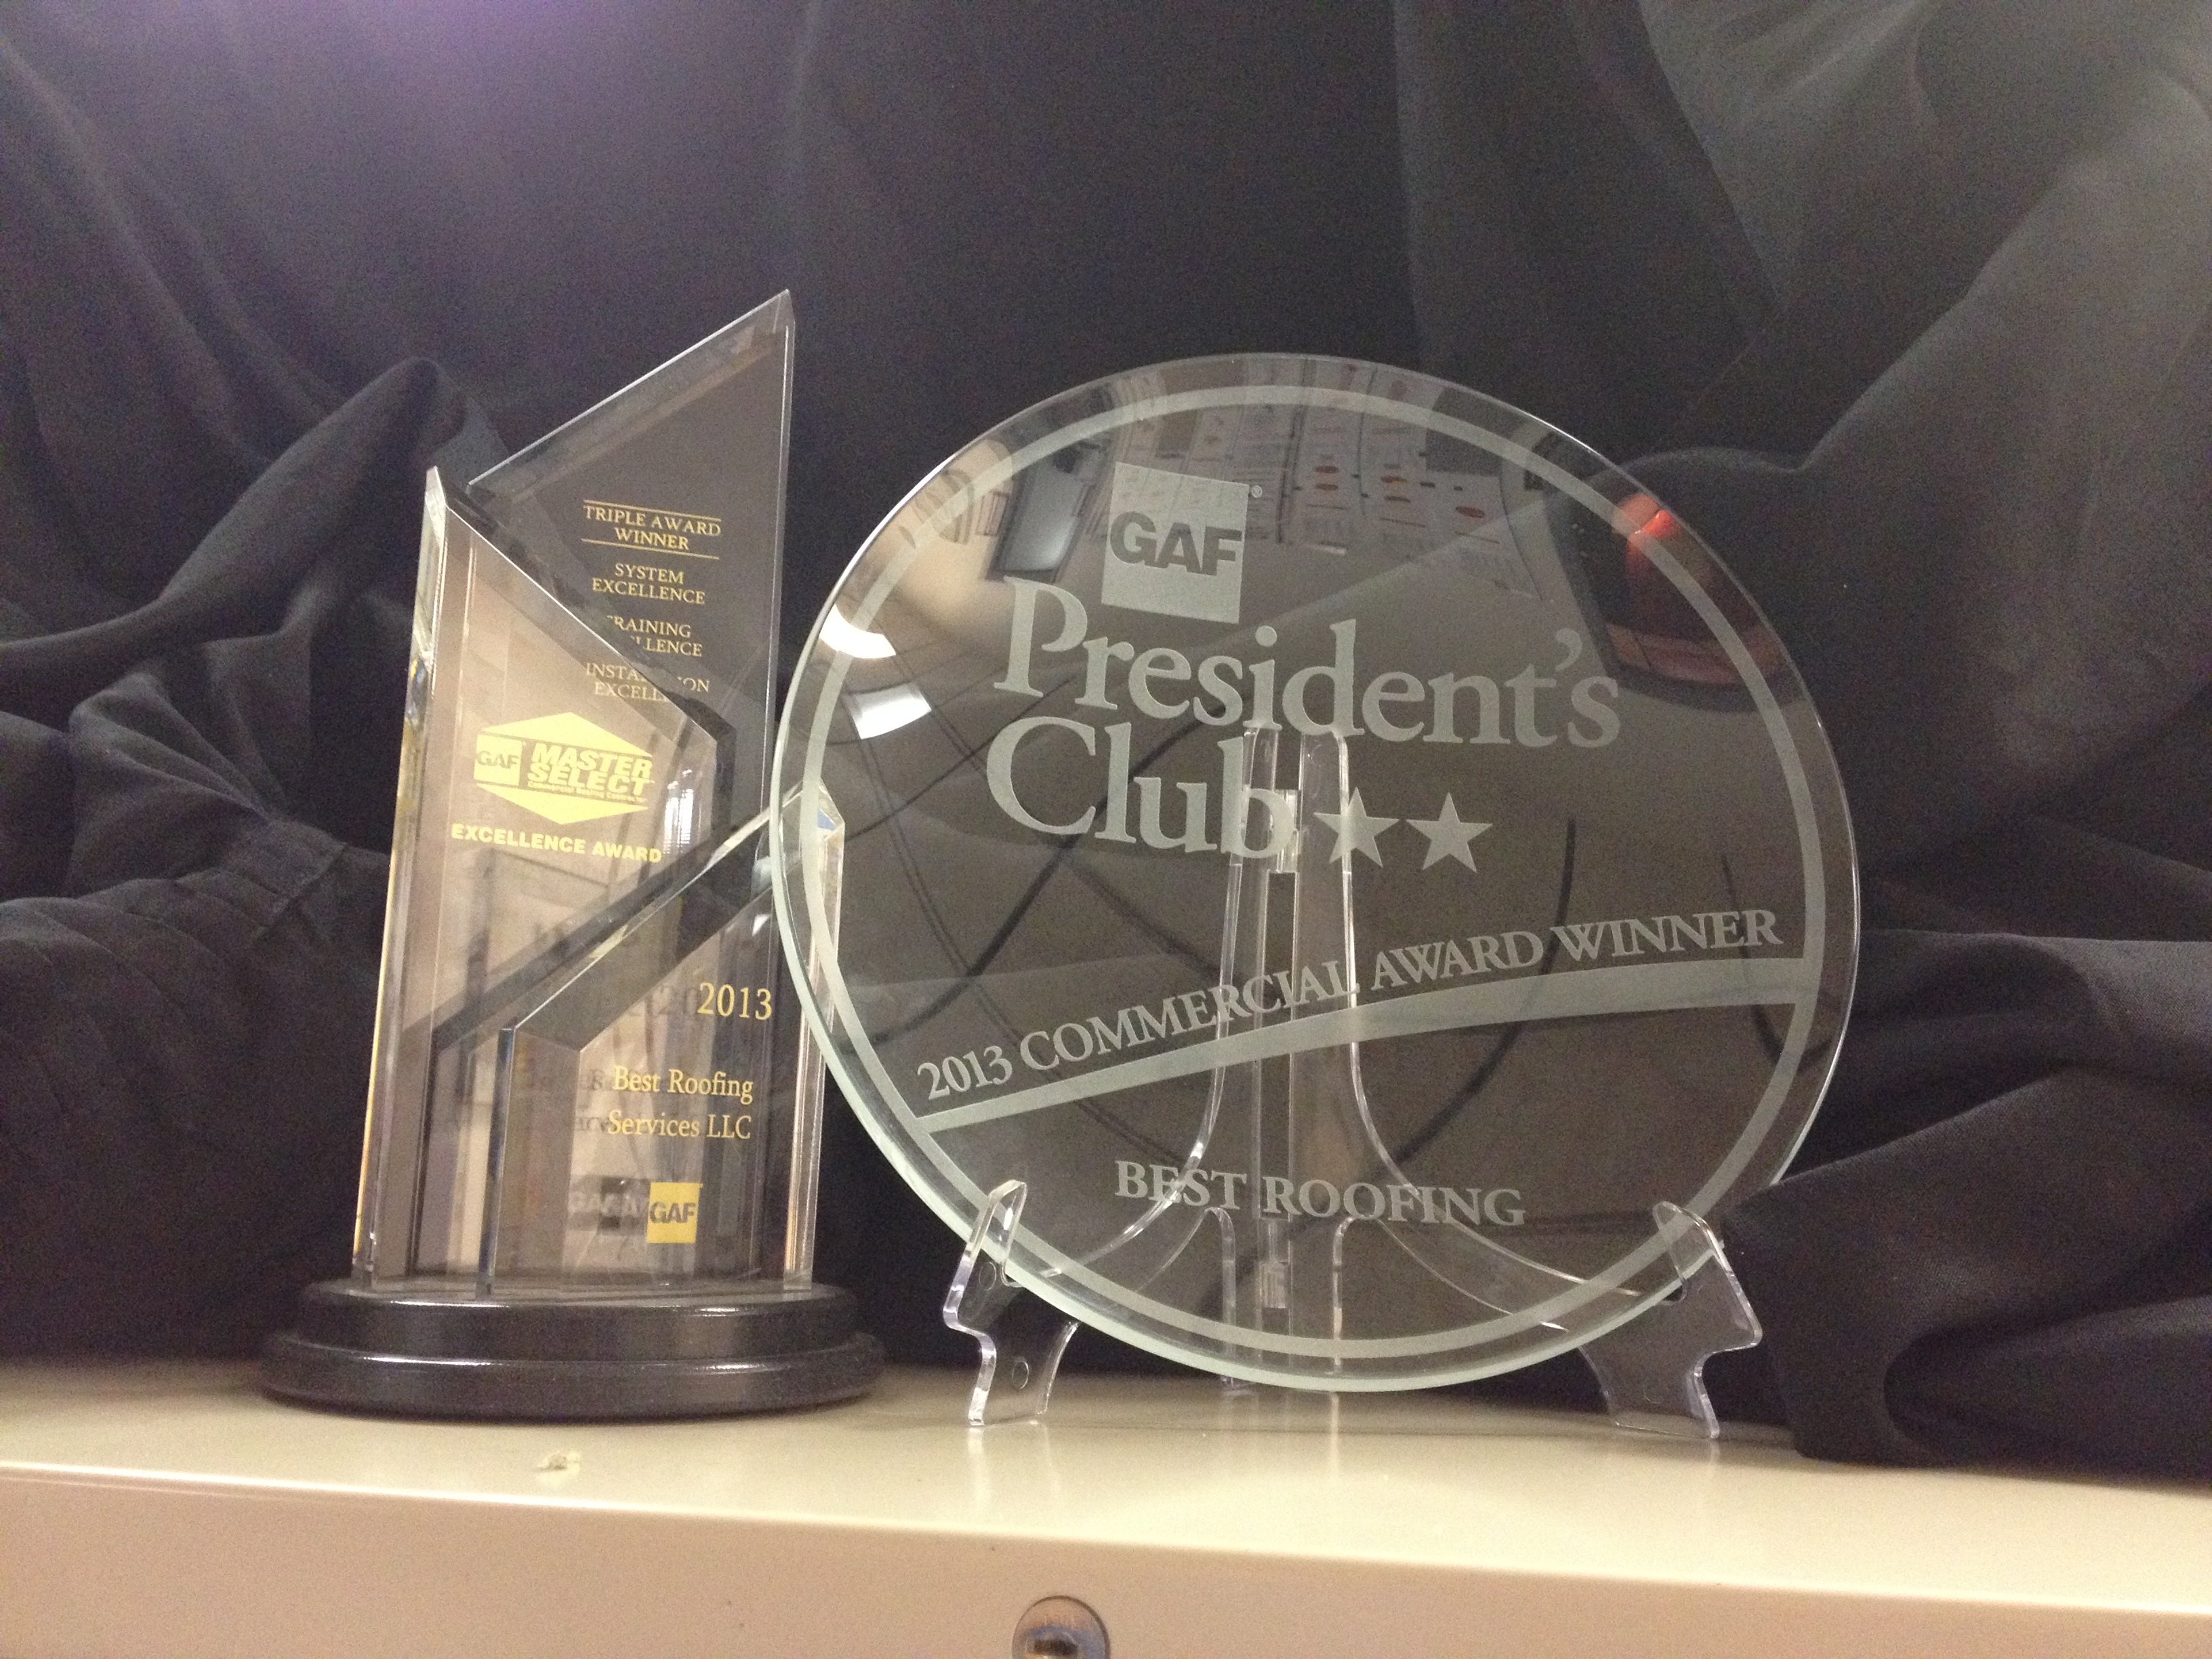 TRIPLE AWARD
WINNER
SYSTEM
EXCELLENCE
EXCELLENCE AWARD
GAF
MASTER
SELECT
2013
Best Roofing
Services LLC
GAF
GAF
President's
Club ★★
2013 COMMERCIAL AWARD WINNER
BEST ROOFING